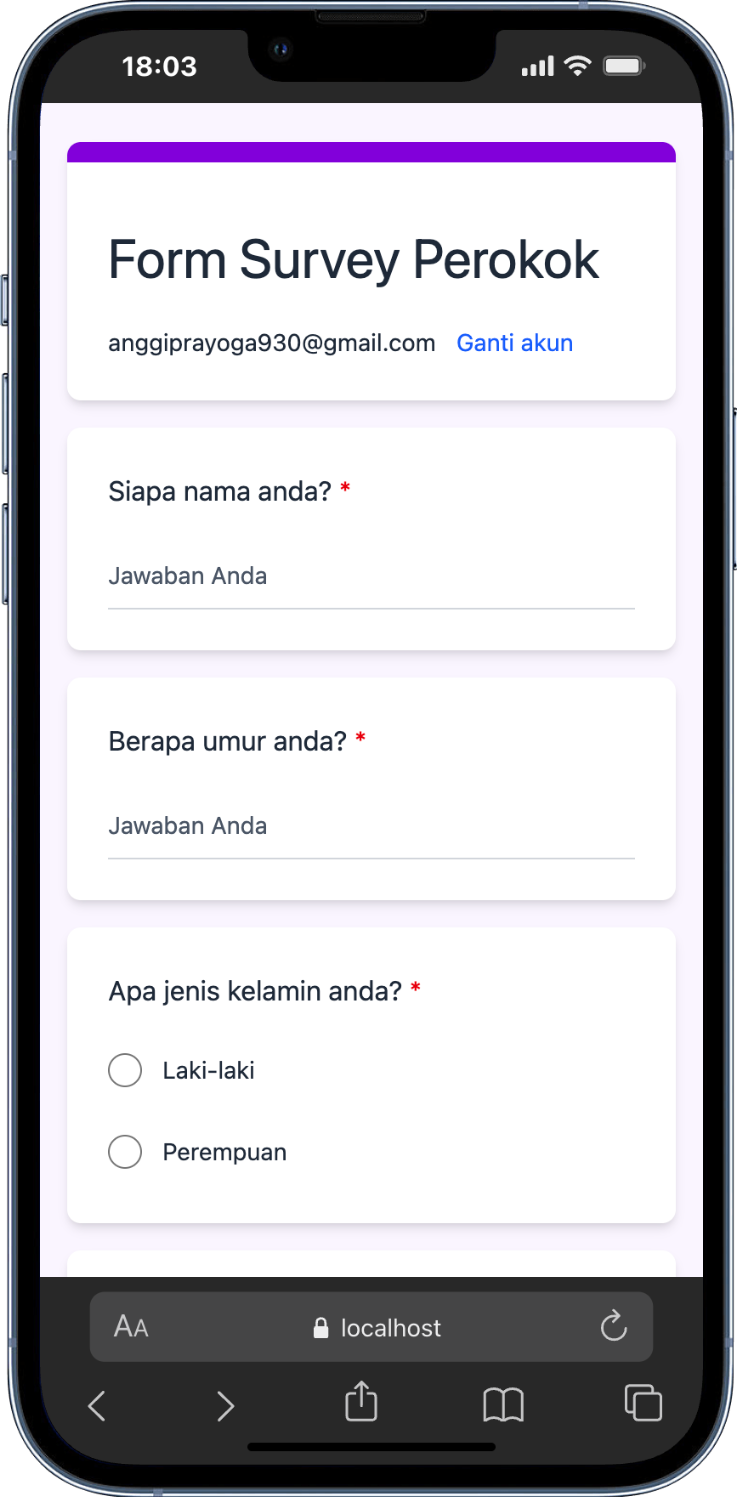 18:03
Form Survey Perokok
anggiprayoga930@gmail.com Ganti akun
Siapa nama anda? *
Jawaban Anda
Berapa umur anda? *
Jawaban Anda
Apa jenis kelamin anda? *
Laki-laki
Perempuan
AA localhost